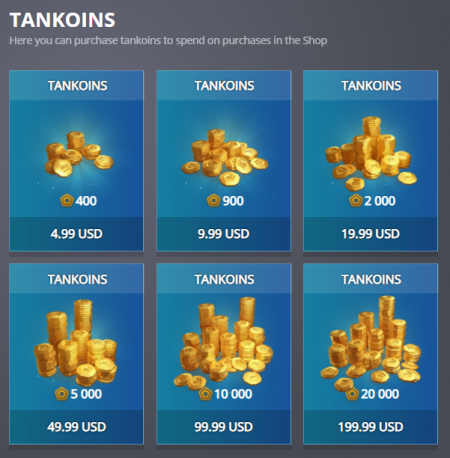 TANKOINS
Here you can purchase tankoins to spend on purchases in the Shop
TANKOINS TANKOINS TANKOINS
400 900 2 000
4.99 USD 9.99 USD 19.99 USD
TANKOINS TANKOINS TANKOINS
5 000 10 000 20 000
49.99 USD 99.99 USD 199.99 USD